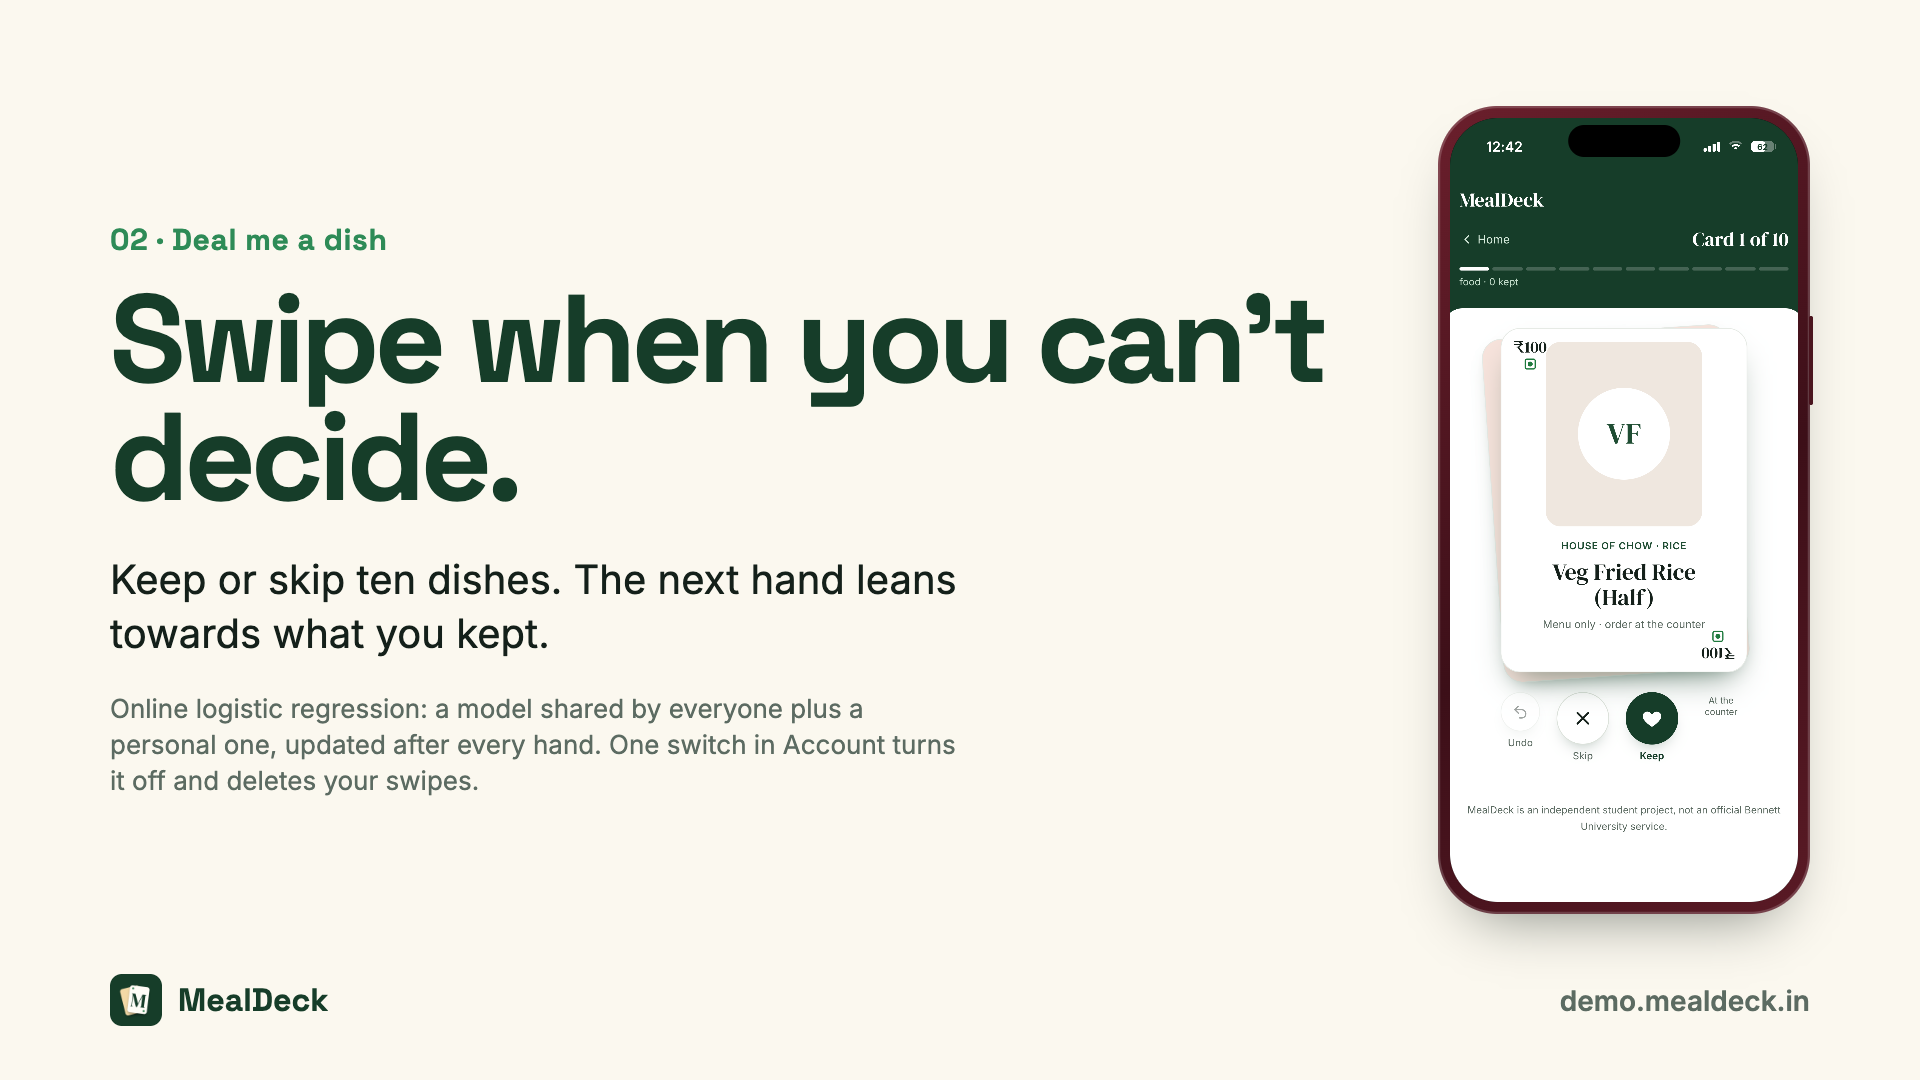 02 · Deal me a dish
Swipe when you can’t
decide.
Keep or skip ten dishes. The next hand leans
towards what you kept.
Online logistic regression: a model shared by everyone plus a
personal one, updated after every hand. One switch in Account turns
it off and deletes your swipes.
M
MealDeck
demo.mealdeck.in
12:42
MealDeck
Home
Card 1 of 10
food · 0 kept
₹100
VF
HOUSE OF CHOW · RICE
Veg Fried Rice
(Half)
Menu only · order at the counter
₹100
At the
counter
Undo
Skip
Keep
MealDeck is an independent student project, not an official Bennett
University service.